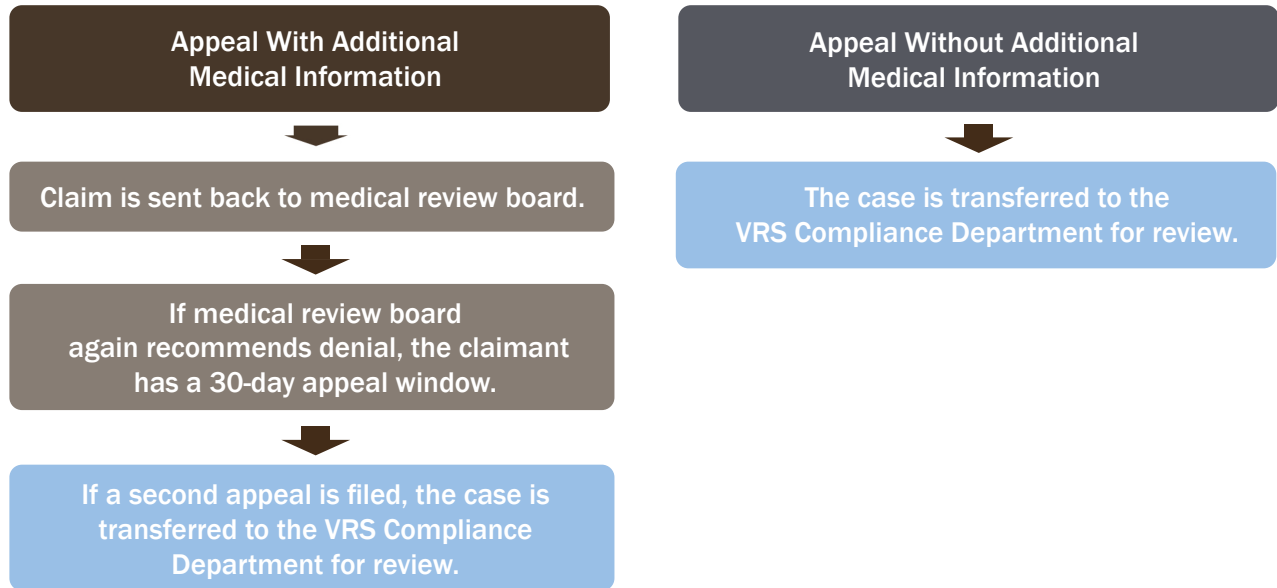 Appeal With Additional
Medical Information
Claim is sent back to medical review board.
If medical review board
again recommends denial, the claimant
has a 30-day appeal window.
If a second appeal is filed, the case is
transferred to the VRS Compliance
Department for review.
Appeal Without Additional
Medical Information
The case is transferred to the
VRS Compliance Department for review.